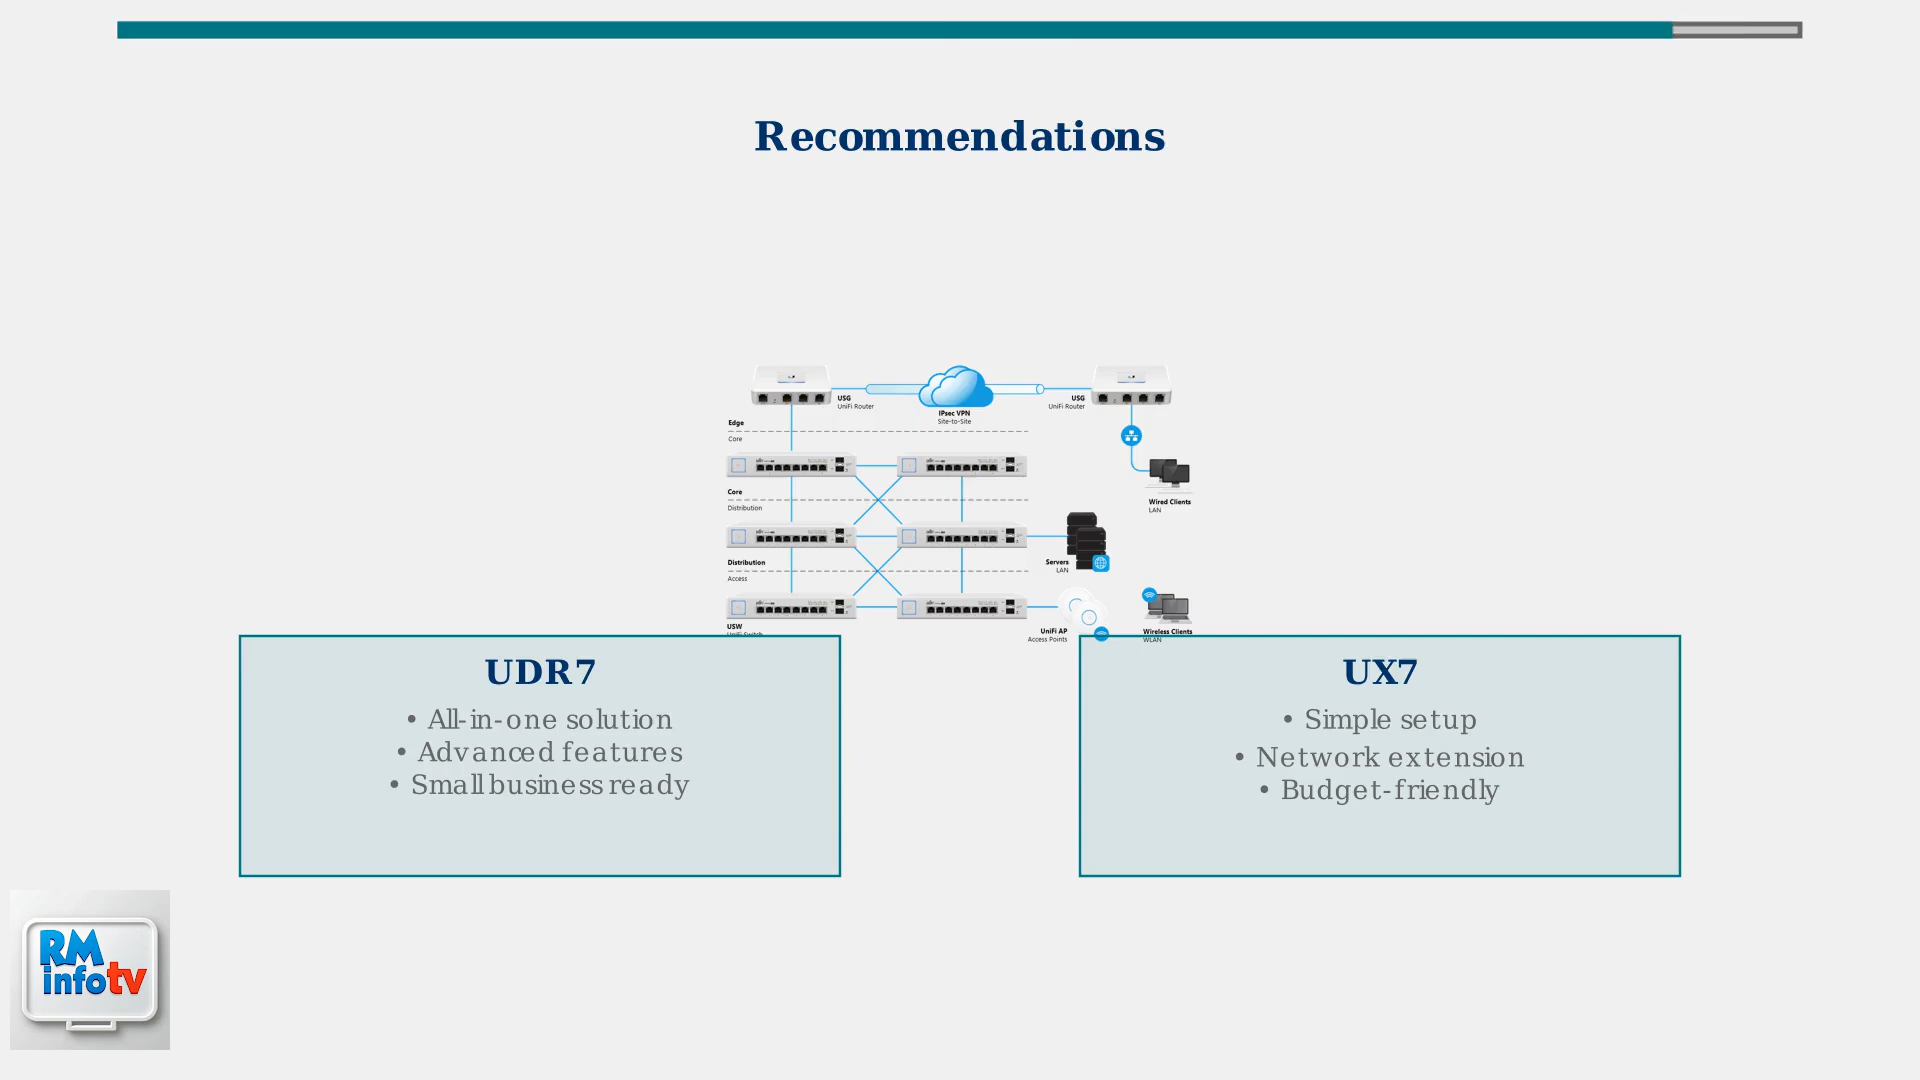 Recommendations
USG
UniFi Router
IPsec VPN
Site-to-Site
USG
UniFi Router
Edge
Core
Core
Distribution
Wired Clients
LAN
Distribution
Access
Servers
LAN
USW
UniFi Switch
UniFi AP
Access Points
Wireless Clients
WLAN
UDR7
• All-in-one solution
• Advanced features
• Small business ready
UX7
• Simple setup
• Network extension
• Budget-friendly
RM
infotv